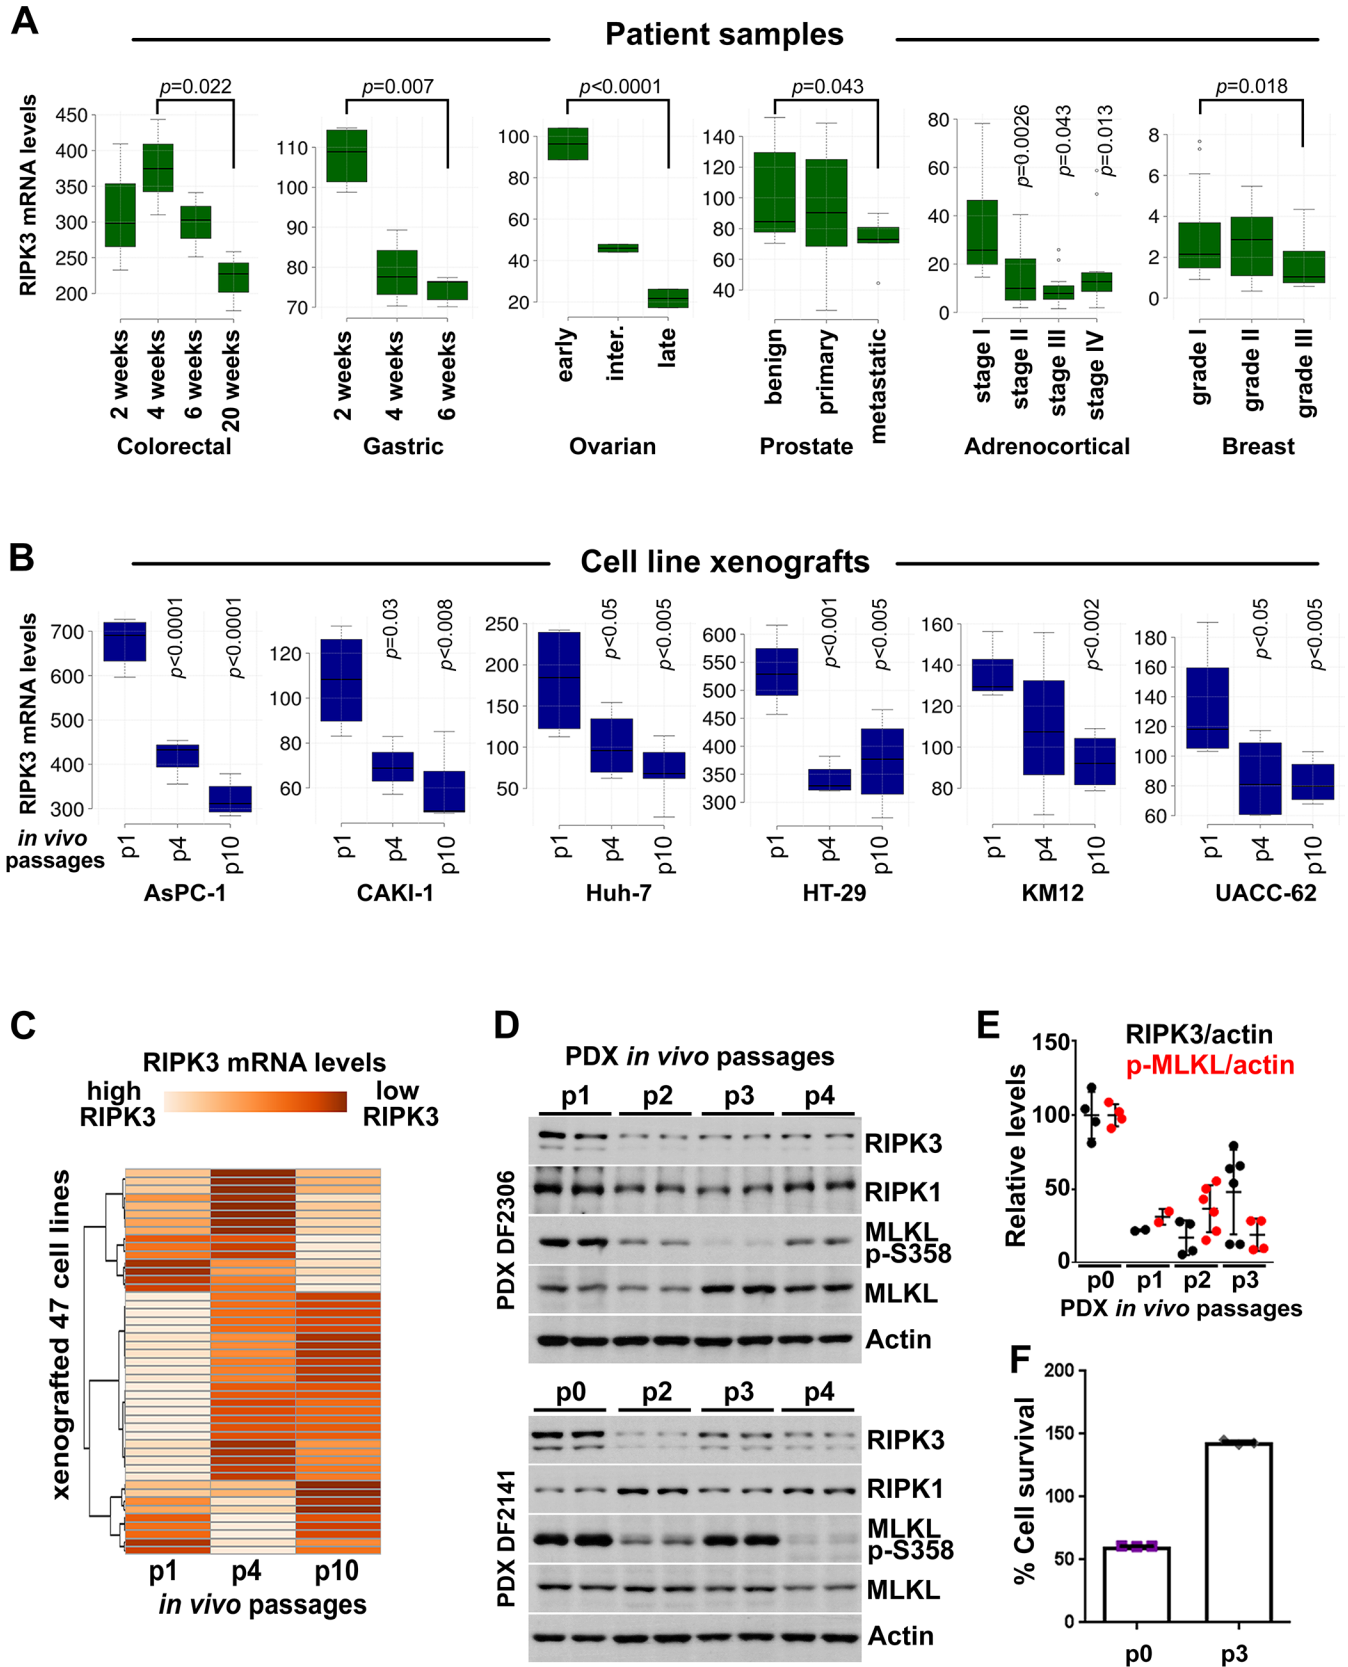 A
Patient samples
RIPK3 mRNA levels
p=0.022
450
400
350
300
250
200
2 weeks
4 weeks
6 weeks
20 weeks
Colorectal
p=0.007
110
100
90
80
70
2 weeks
4 weeks
6 weeks
Gastric
p<0.0001
100
80
60
40
20
early
inter.
late
Ovarian
p=0.043
140
120
100
80
60
40
benign
primary
metastatic
Prostate
80
60
40
20
0
p=0.0026
p=0.043
p=0.013
stage I
stage II
stage III
stage IV
Adrenocortical
p=0.018
8
6
4
2
0
grade I
grade II
grade III
Breast
B
Cell line xenografts
RIPK3 mRNA levels
700
600
500
400
300
p<0.0001
p<0.0001
in vivo
passages
p1
p4
p10
AsPC-1
120
100
80
60
p=0.03
p<0.008
p1
p4
p10
CAKI-1
250
200
150
100
50
p<0.05
p<0.005
p1
p4
p10
Huh-7
600
550
500
450
400
350
300
p<0.001
p<0.005
p1
p4
p10
HT-29
160
140
120
100
80
p<0.002
p1
p4
p10
KM12
180
160
140
120
100
80
60
p<0.05
p<0.005
p1
p4
p10
UACC-62
C
RIPK3 mRNA levels
high
RIPK3
low
RIPK3
xenografted 47 cell lines
p1 p4 p10
in vivo passages
D
PDX in vivo passages
p1 p2 p3 p4
PDX DF2306
RIPK3
RIPK1
MLKL
p-S358
MLKL
Actin
p0 p2 p3 p4
PDX DF2141
RIPK3
RIPK1
MLKL
p-S358
MLKL
Actin
E
RIPK3/actin
p-MLKL/actin
Relative levels
150
100
50
0
p0 p1 p2 p3
PDX in vivo passages
F
% Cell survival
200
150
100
50
0
p0 p3